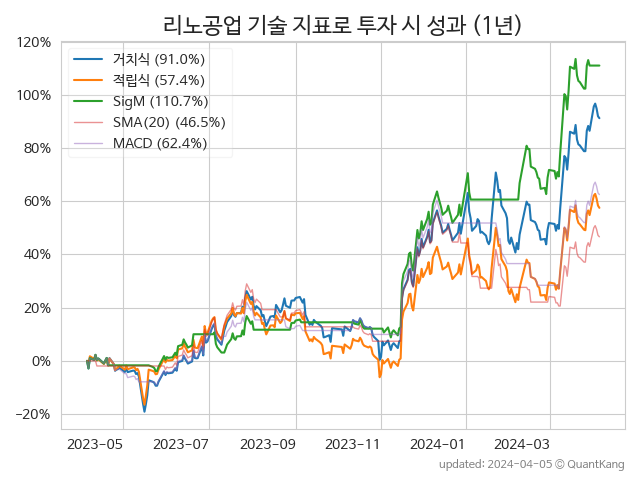 리노공업 기술 지표로 투자 시 성과 (1년)
120%
100%
80%
60%
40%
20%
0%
−20%
거치식 (91.0%)
적립식 (57.4%)
SigM (110.7%)
SMA(20) (46.5%)
MACD (62.4%)
2023-05 2023-07 2023-09 2023-11 2024-01 2024-03
updated: 2024-04-05 © QuantKang